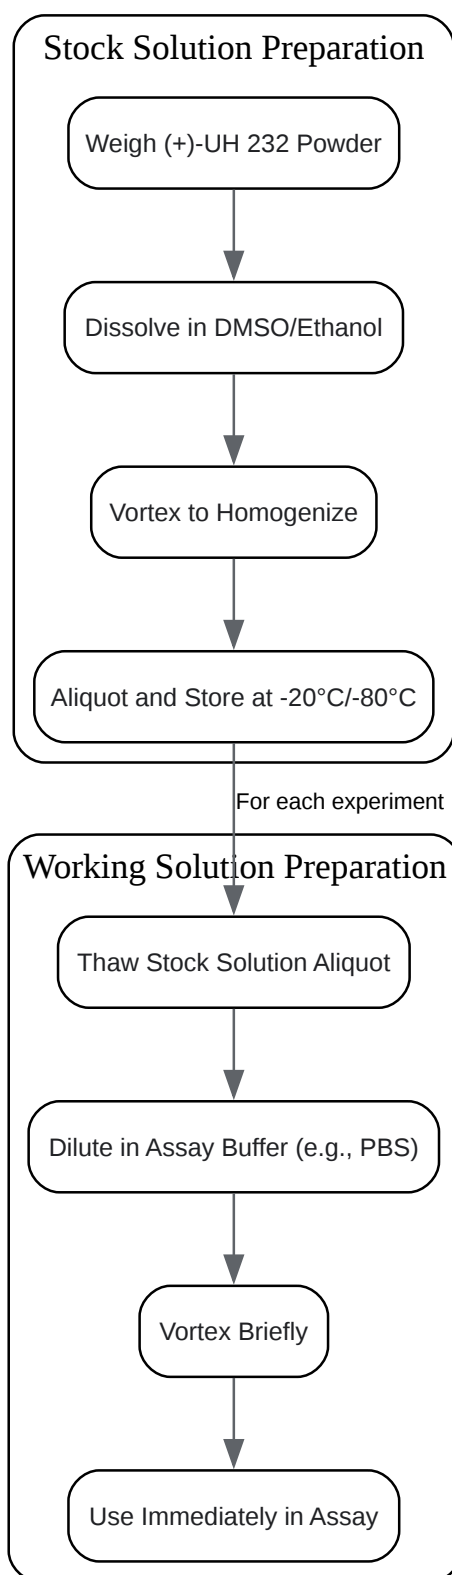 Stock Solution Preparation
Weigh (+)-UH 232 Powder
Dissolve in DMSO/Ethanol
Vortex to Homogenize
Aliquot and Store at -20°C/-80°C
For each experiment
Working Solution Preparation
Thaw Stock Solution Aliquot
Dilute in Assay Buffer (e.g., PBS)
Vortex Briefly
Use Immediately in Assay